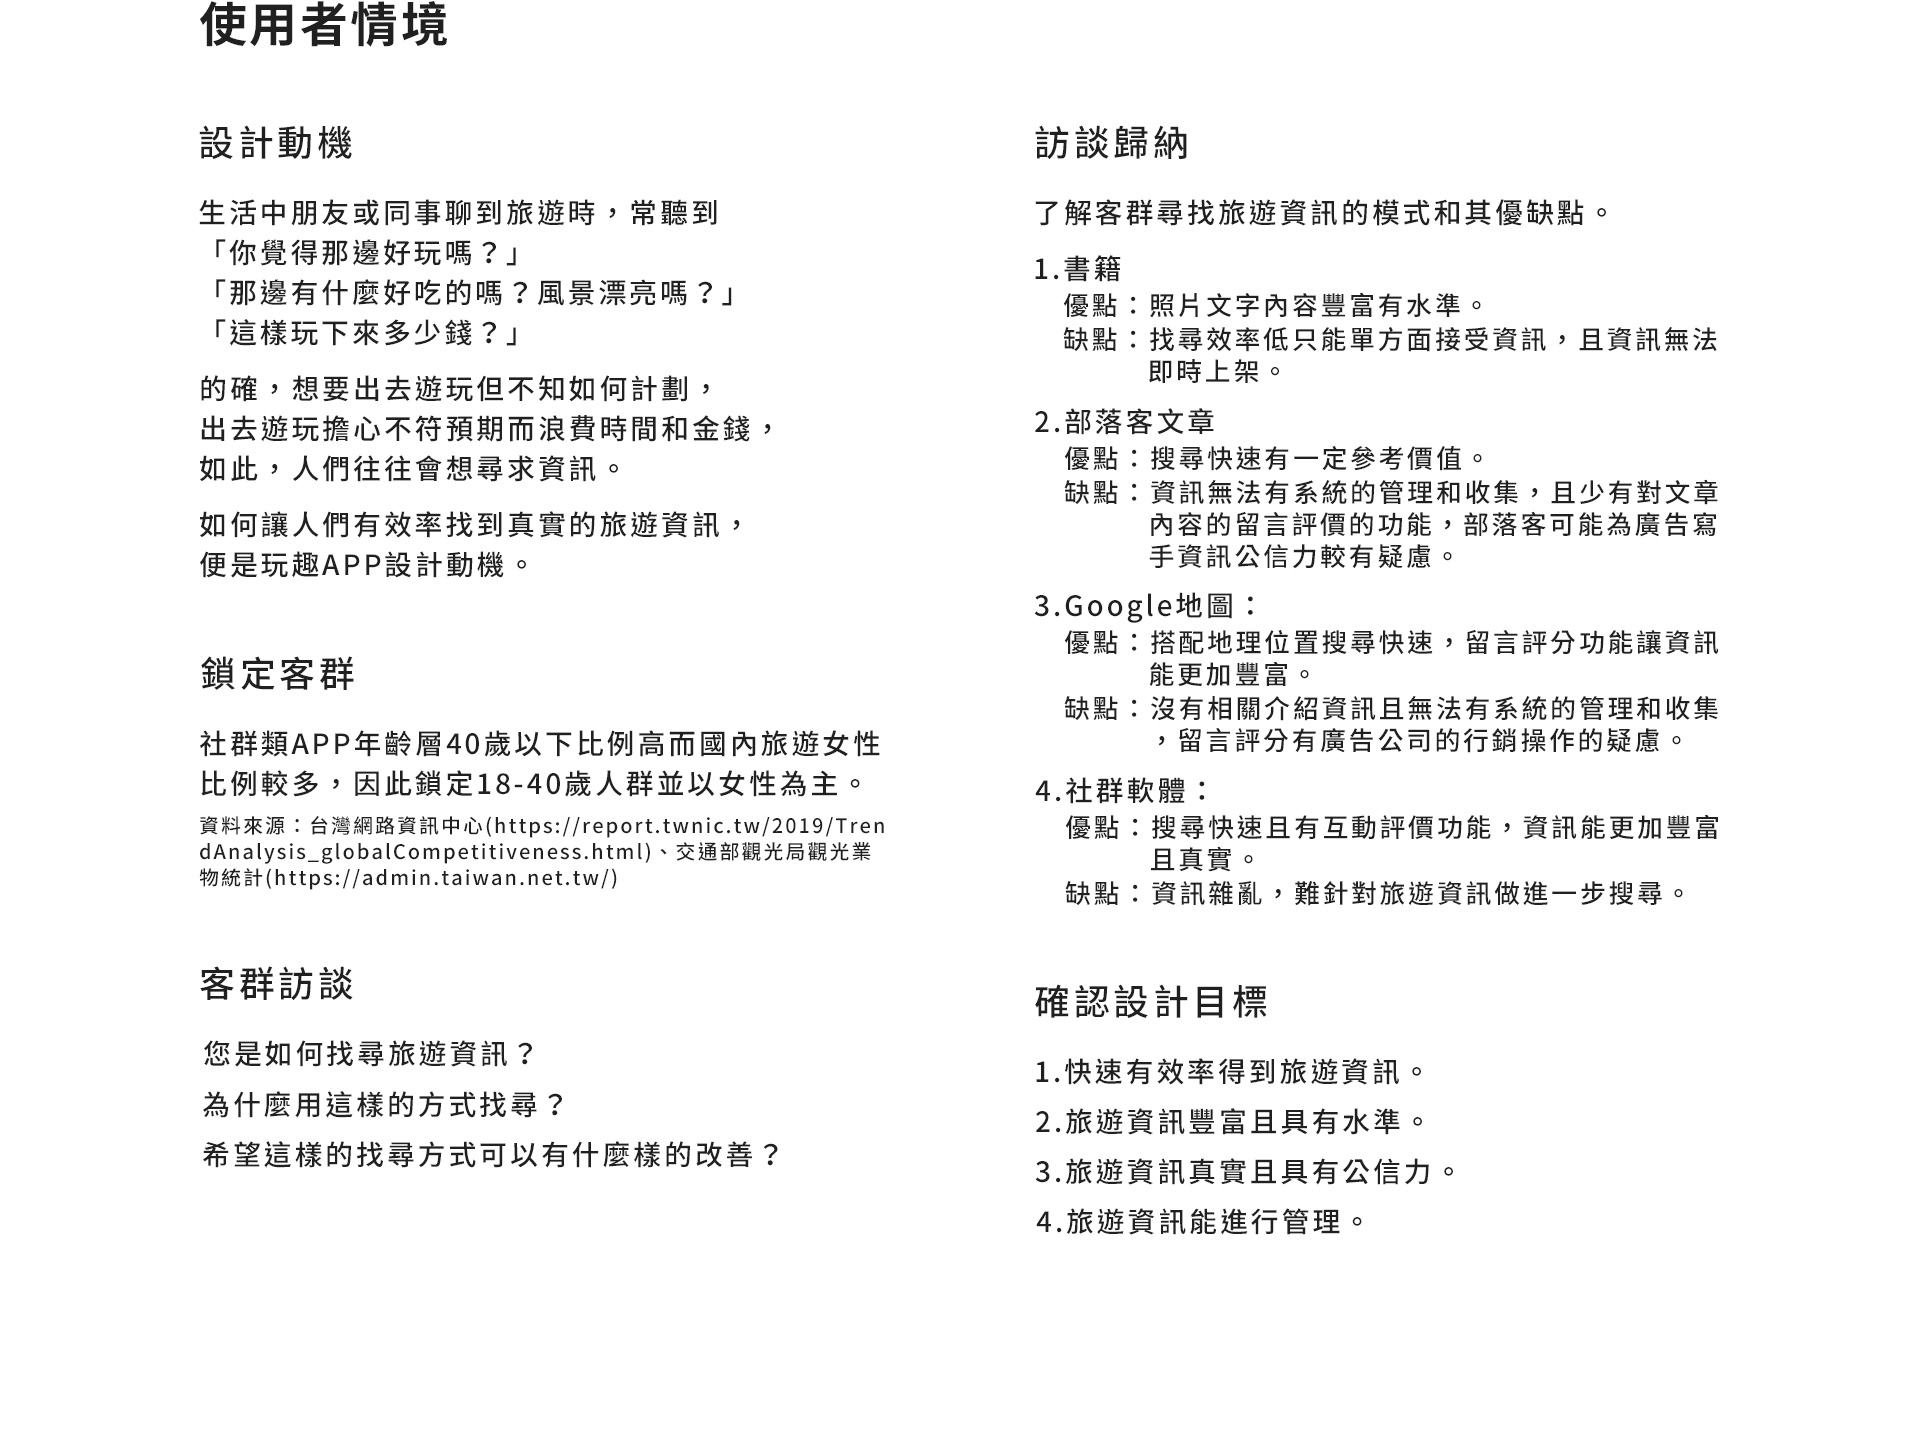 使用者情境
設計動機
生活中朋友或同事聊到旅遊時，常聽到
「你覺得那邊好玩嗎？」
「那邊有什麼好吃的嗎？風景漂亮嗎？」
「這樣玩下來多少錢？」
的確，想要出去遊玩但不知如何計劃，
出去遊玩擔心不符預期而浪費時間和金錢，
如此，人們往往會想尋求資訊。
如何讓人們有效率找到真實的旅遊資訊，
便是玩趣APP設計動機。
鎖定客群
社群類APP年齡層40歲以下比例高而國內旅遊女性
比例較多，因此鎖定18-40歲人群並以女性為主。
資料來源：台灣網路資訊中心(https://report.twnic.tw/2019/Tren
dAnalysis_globalCompetitiveness.html)、交通部觀光局觀光業
物統計(https://admin.taiwan.net.tw/)
客群訪談
您是如何找尋旅遊資訊？
為什麼用這樣的方式找尋？
希望這樣的找尋方式可以有什麼樣的改善？
訪談歸納
了解客群尋找旅遊資訊的模式和其優缺點。
1.書籍
優點：照片文字內容豐富有水準。
缺點：找尋效率低只能單方面接受資訊，且資訊無法
即時上架。
2.部落客文章
優點：搜尋快速有一定參考價值。
缺點：資訊無法有系統的管理和收集，且少有對文章
內容的留言評價的功能，部落客可能為廣告寫
手資訊公信力較有疑慮。
3.Google地圖：
優點：搭配地理位置搜尋快速，留言評分功能讓資訊
能更加豐富。
缺點：沒有相關介紹資訊且無法有系統的管理和收集
，留言評分有廣告公司的行銷操作的疑慮。
4.社群軟體：
優點：搜尋快速且有互動評價功能，資訊能更加豐富
且真實。
缺點：資訊雜亂，難針對旅遊資訊做進一步搜尋。
確認設計目標
1.快速有效率得到旅遊資訊。
2.旅遊資訊豐富且具有水準。
3.旅遊資訊真實且具有公信力。
4.旅遊資訊能進行管理。